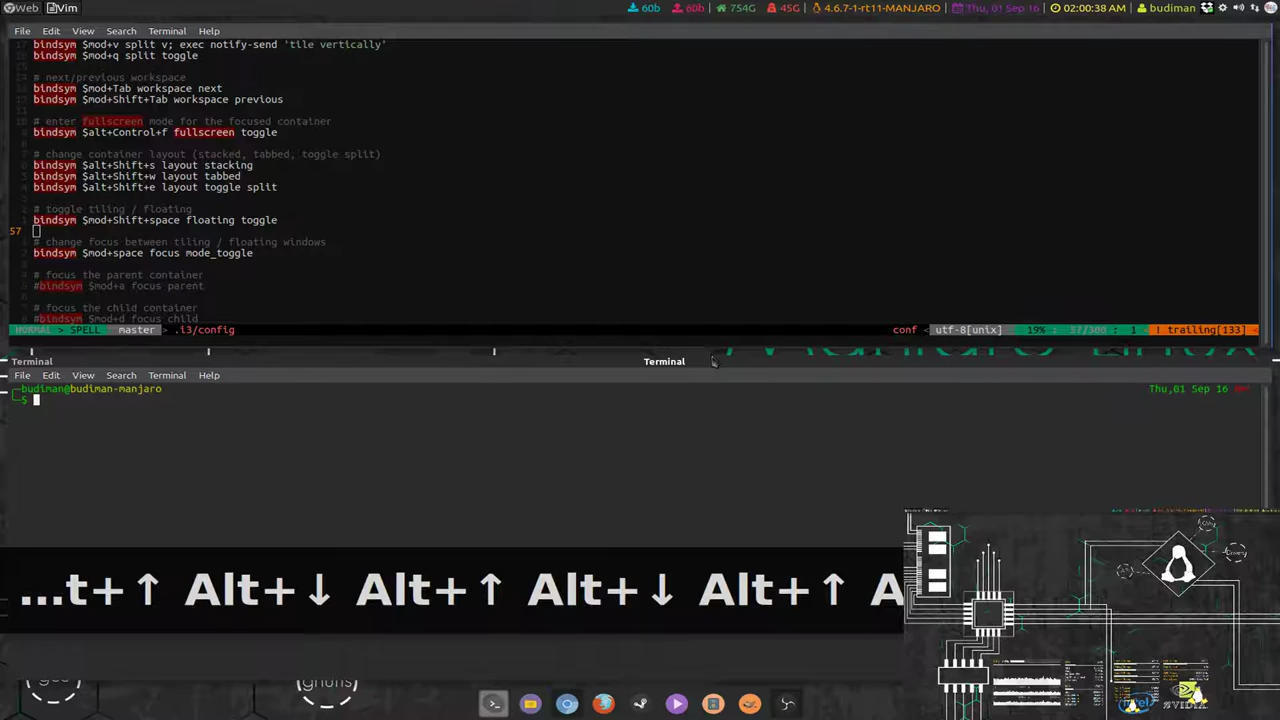 Web Vim
60b 60b 754G 45G 4.6.7-1-rt11-MANJARO Thu, 01 Sep 16 02:00:38 AM budiman
File Edit View Search Terminal Help
17 bindsym $mod+v split v; exec notify-send 'tile vertically'
bindsym $mod+q split toggle
# next/previous workspace
bindsym $mod+Tab workspace next
bindsym $mod+Shift+Tab workspace previous
# enter fullscreen mode for the focused container
bindsym $alt+Control+f fullscreen toggle
# change container layout (stacked, tabbed, toggle split)
bindsym $alt+Shift+s layout stacking
bindsym $alt+Shift+w layout tabbed
bindsym $alt+Shift+e layout toggle split
# toggle tiling / floating
bindsym $mod+Shift+space floating toggle
57
# change focus between tiling / floating windows
bindsym $mod+space focus mode_toggle
# focus the parent container
#bindsym $mod+a focus parent
# focus the child container
#bindsym $mod+d focus child
NORMAL > SPELL master > .i3/config conf < utf-8[unix] 19% : 57/300 : 1 ! trailing[133]
Manjaro Linux
Terminal Terminal
File Edit View Search Terminal Help
budiman@budiman-manjaro Thu,01 Sep 16
$
...t+↑ Alt+↓ Alt+↑ Alt+↓ Alt+↑ A